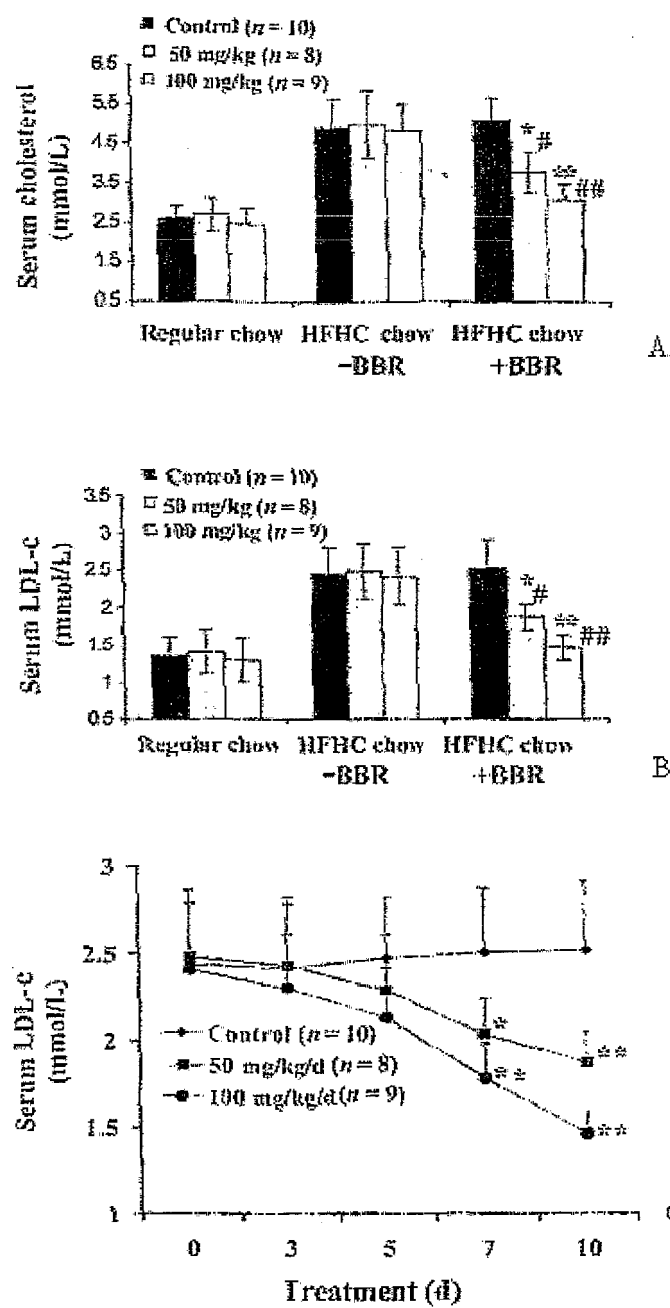 ■ Control (n = 10)
□ 50 mg/kg (n = 8)
□ 100 mg/kg (n = 9)
Serum cholesterol
(mmol/L)
6.5
5.5
4.5
3.5
2.5
0.5
* # ** ##
Regular chow HFHC chow HFHC chow
−BBR +BBR
A
■ Control (n = 10)
□ 50 mg/kg (n = 8)
□ 100 mg/kg (n = 9)
Serum LDL-c
(mmol/L)
3.5
3
2.5
2
1.5
1
0.5
* # ** ##
Regular chow HFHC chow HFHC chow
−BBR +BBR
B
Serum LDL-c
(mmol/L)
3
2.5
2
1.5
1
Control (n = 10)
50 mg/kg/d (n = 8)
100 mg/kg/d (n = 9)
*
**
**
**
0 3 5 7 10
Treatment (d)